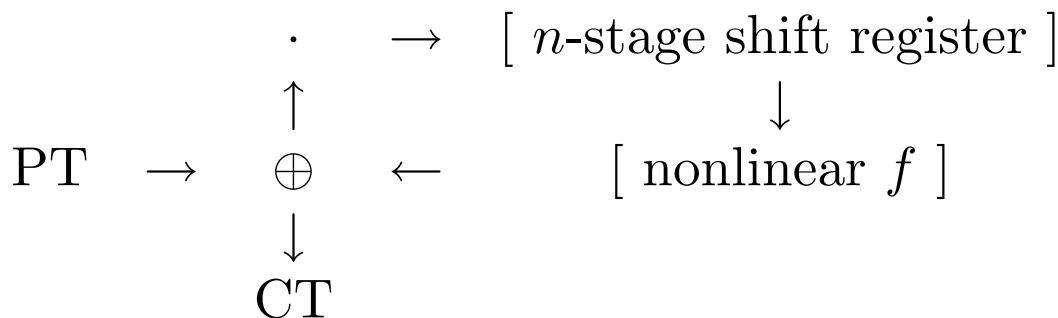 · → [ n-stage shift register ]
↑ ↓
PT → ⊕ ← [ nonlinear f ]
↓
CT